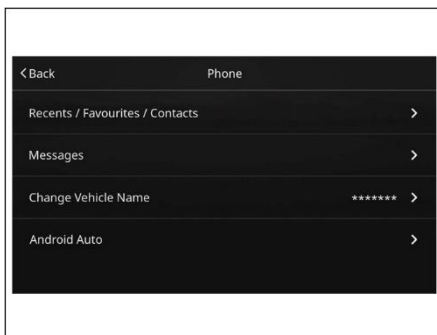 Back Phone
Recents / Favourites / Contacts
Messages
Change Vehicle Name *******
Android Auto